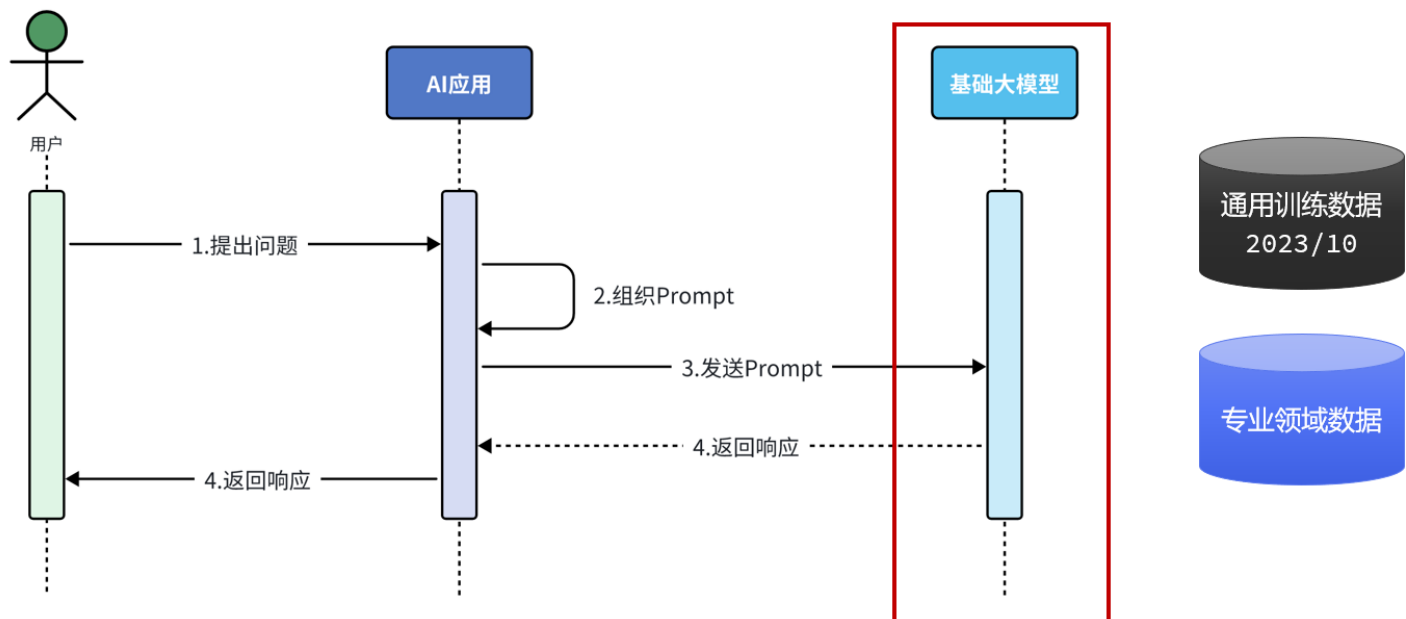 AI应用
基础大模型
用户
通用训练数据
2023/10
1.提出问题
2.组织Prompt
3.发送Prompt
专业领域数据
4.返回响应
4.返回响应